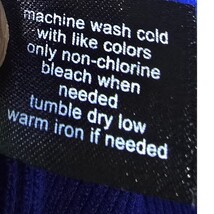 machine wash cold
with like colors
only non-chlorine
bleach when
needed
tumble dry low
warm iron if needed